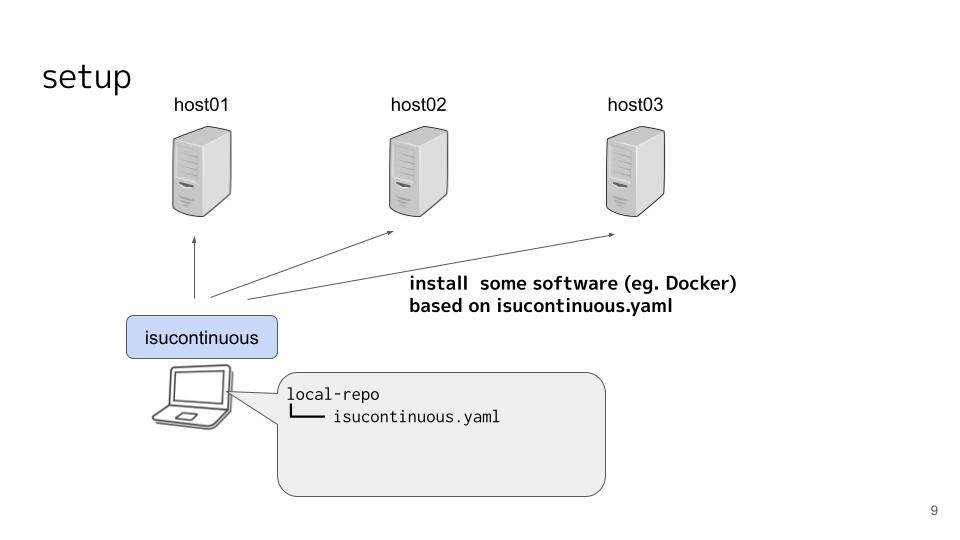 setup
host01
host02
host03
install  some software (eg. Docker)
based on isucontinuous.yaml
isucontinuous
local-repo
isucontinuous.yaml
9